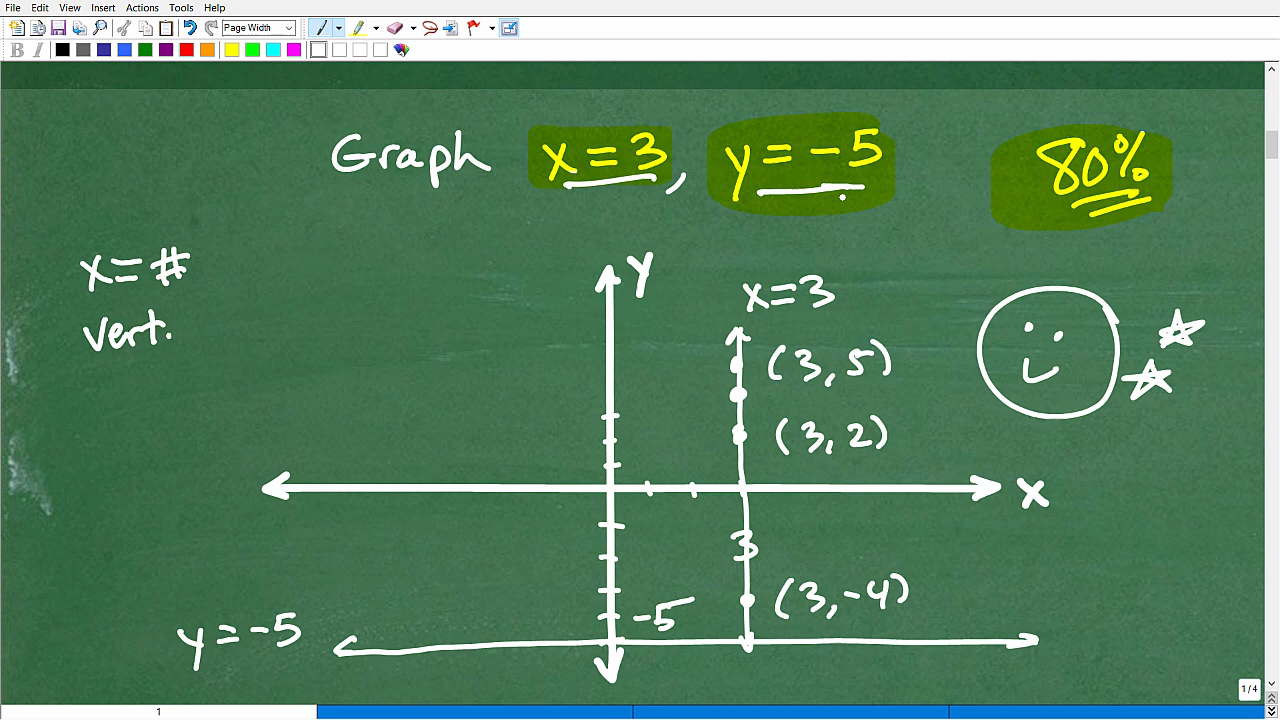 File Edit View Insert Actions Tools Help
Page Width
B I
Graph x = 3, y = -5 80%
x = #
Vert.
Y
x=3
(3, 5)
(3, 2)
X
3
(3, -4)
-5
y = -5
1/4
1